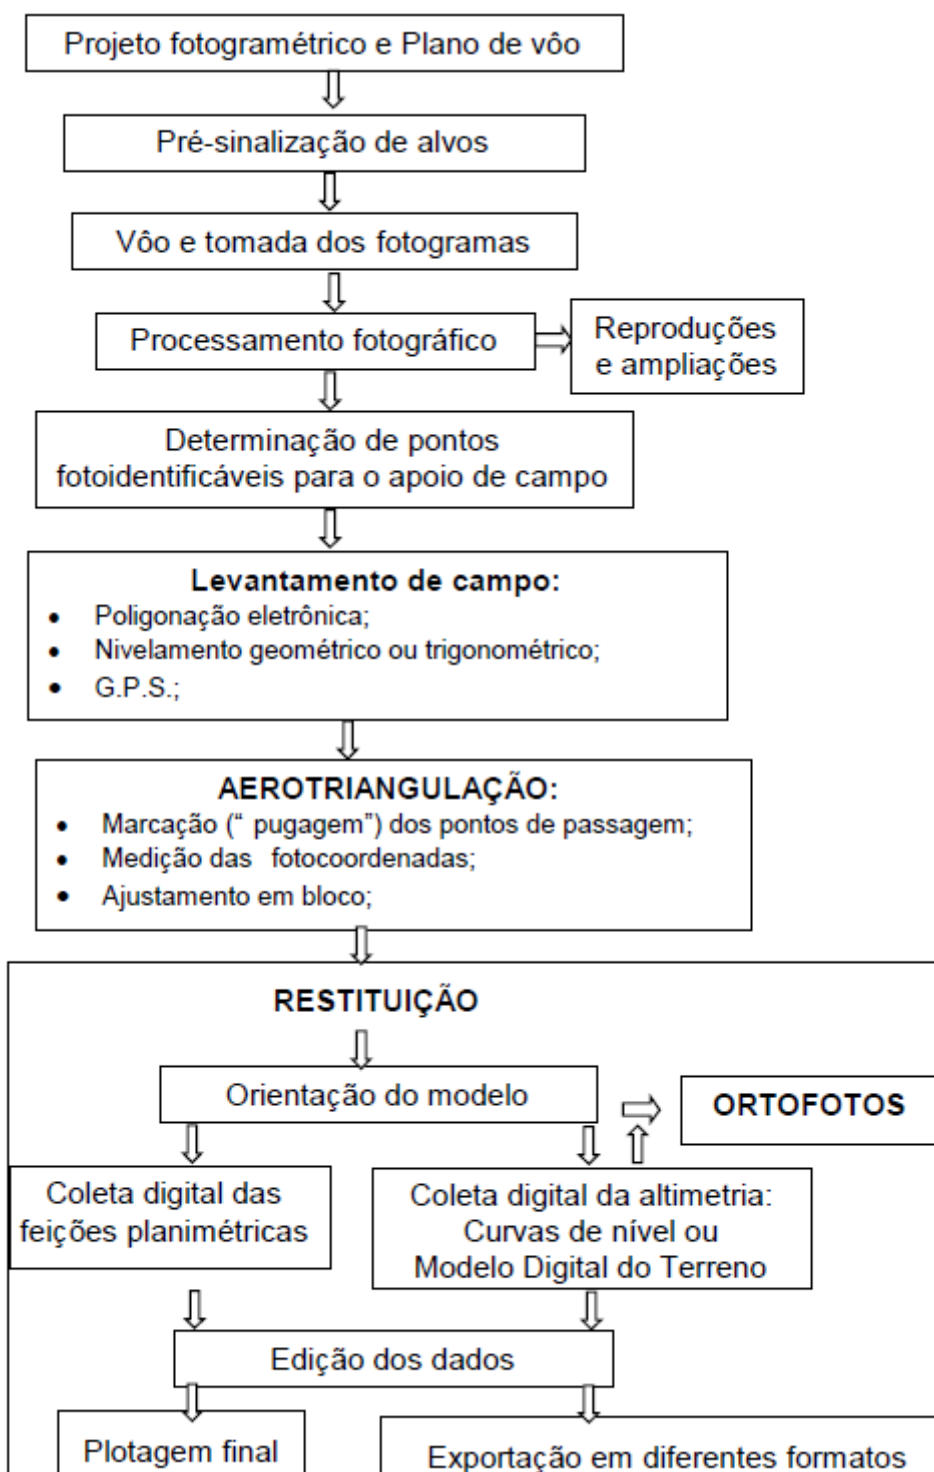 Projeto fotogramétrico e Plano de vôo
Pré-sinalização de alvos
Vôo e tomada dos fotogramas
Processamento fotográfico
Reproduções
e ampliações
Determinação de pontos
fotoidentificáveis para o apoio de campo
Levantamento de campo:
• Poligonação eletrônica;
• Nivelamento geométrico ou trigonométrico;
• G.P.S.;
AEROTRIANGULAÇÃO:
• Marcação (“ pugagem”) dos pontos de passagem;
• Medição das fotocoordenadas;
• Ajustamento em bloco;
RESTITUIÇÃO
Orientação do modelo
ORTOFOTOS
Coleta digital das
feições planimétricas
Coleta digital da altimetria:
Curvas de nível ou
Modelo Digital do Terreno
Edição dos dados
Plotagem final
Exportação em diferentes formatos